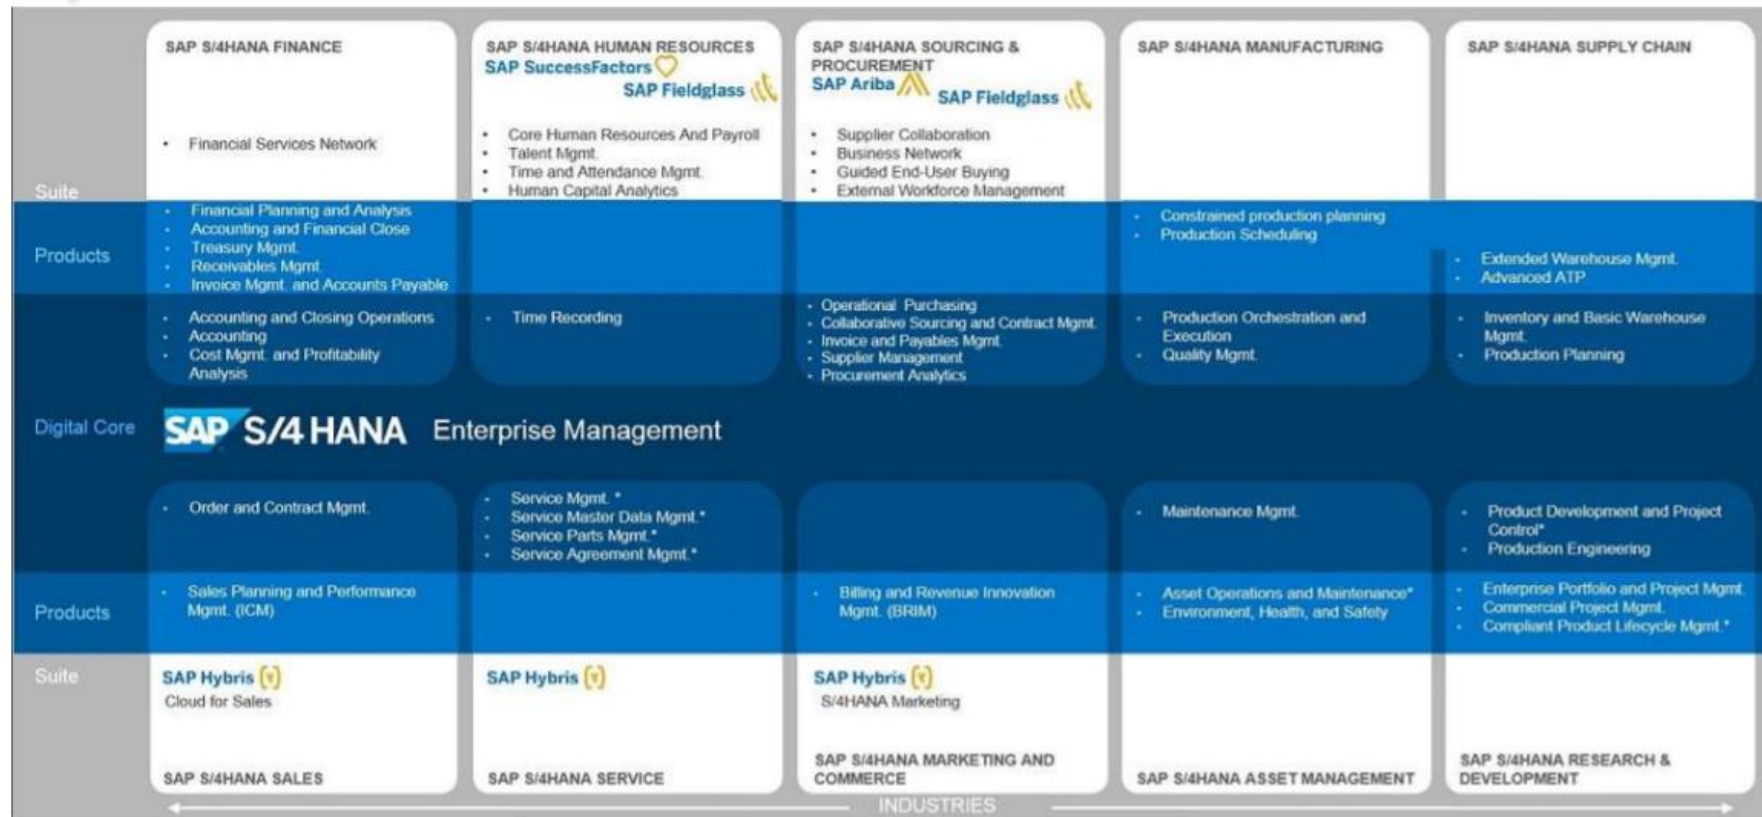 SAP S/4HANA FINANCE
• Financial Services Network
SAP S/4HANA HUMAN RESOURCES
SAP SuccessFactors
SAP Fieldglass
• Core Human Resources And Payroll
• Talent Mgmt.
• Time and Attendance Mgmt.
• Human Capital Analytics
SAP S/4HANA SOURCING &
PROCUREMENT
SAP Ariba
SAP Fieldglass
• Supplier Collaboration
• Business Network
• Guided End-User Buying
• External Workforce Management
SAP S/4HANA MANUFACTURING
SAP S/4HANA SUPPLY CHAIN
Suite
Products
• Financial Planning and Analysis
• Accounting and Financial Close
• Treasury Mgmt.
• Receivables Mgmt.
• Invoice Mgmt. and Accounts Payable
• Constrained production planning
• Production Scheduling
• Extended Warehouse Mgmt.
• Advanced ATP
• Accounting and Closing Operations
• Accounting
• Cost Mgmt. and Profitability
Analysis
• Time Recording
• Operational Purchasing
• Collaborative Sourcing and Contract Mgmt.
• Invoice and Payables Mgmt.
• Supplier Management
• Procurement Analytics
• Production Orchestration and
Execution
• Quality Mgmt.
• Inventory and Basic Warehouse
Mgmt.
• Production Planning
Digital Core
SAP S/4 HANA Enterprise Management
• Order and Contract Mgmt.
• Service Mgmt. *
• Service Master Data Mgmt.*
• Service Parts Mgmt.*
• Service Agreement Mgmt.*
• Maintenance Mgmt.
• Product Development and Project
Control*
• Production Engineering
Products
• Sales Planning and Performance
Mgmt. (ICM)
• Billing and Revenue Innovation
Mgmt. (BRIM)
• Asset Operations and Maintenance*
• Environment, Health, and Safety
• Enterprise Portfolio and Project Mgmt.
• Commercial Project Mgmt.
• Compliant Product Lifecycle Mgmt.*
Suite
SAP Hybris
Cloud for Sales
SAP S/4HANA SALES
SAP Hybris
SAP S/4HANA SERVICE
SAP Hybris
S/4HANA Marketing
SAP S/4HANA MARKETING AND
COMMERCE
SAP S/4HANA ASSET MANAGEMENT
SAP S/4HANA RESEARCH &
DEVELOPMENT
INDUSTRIES